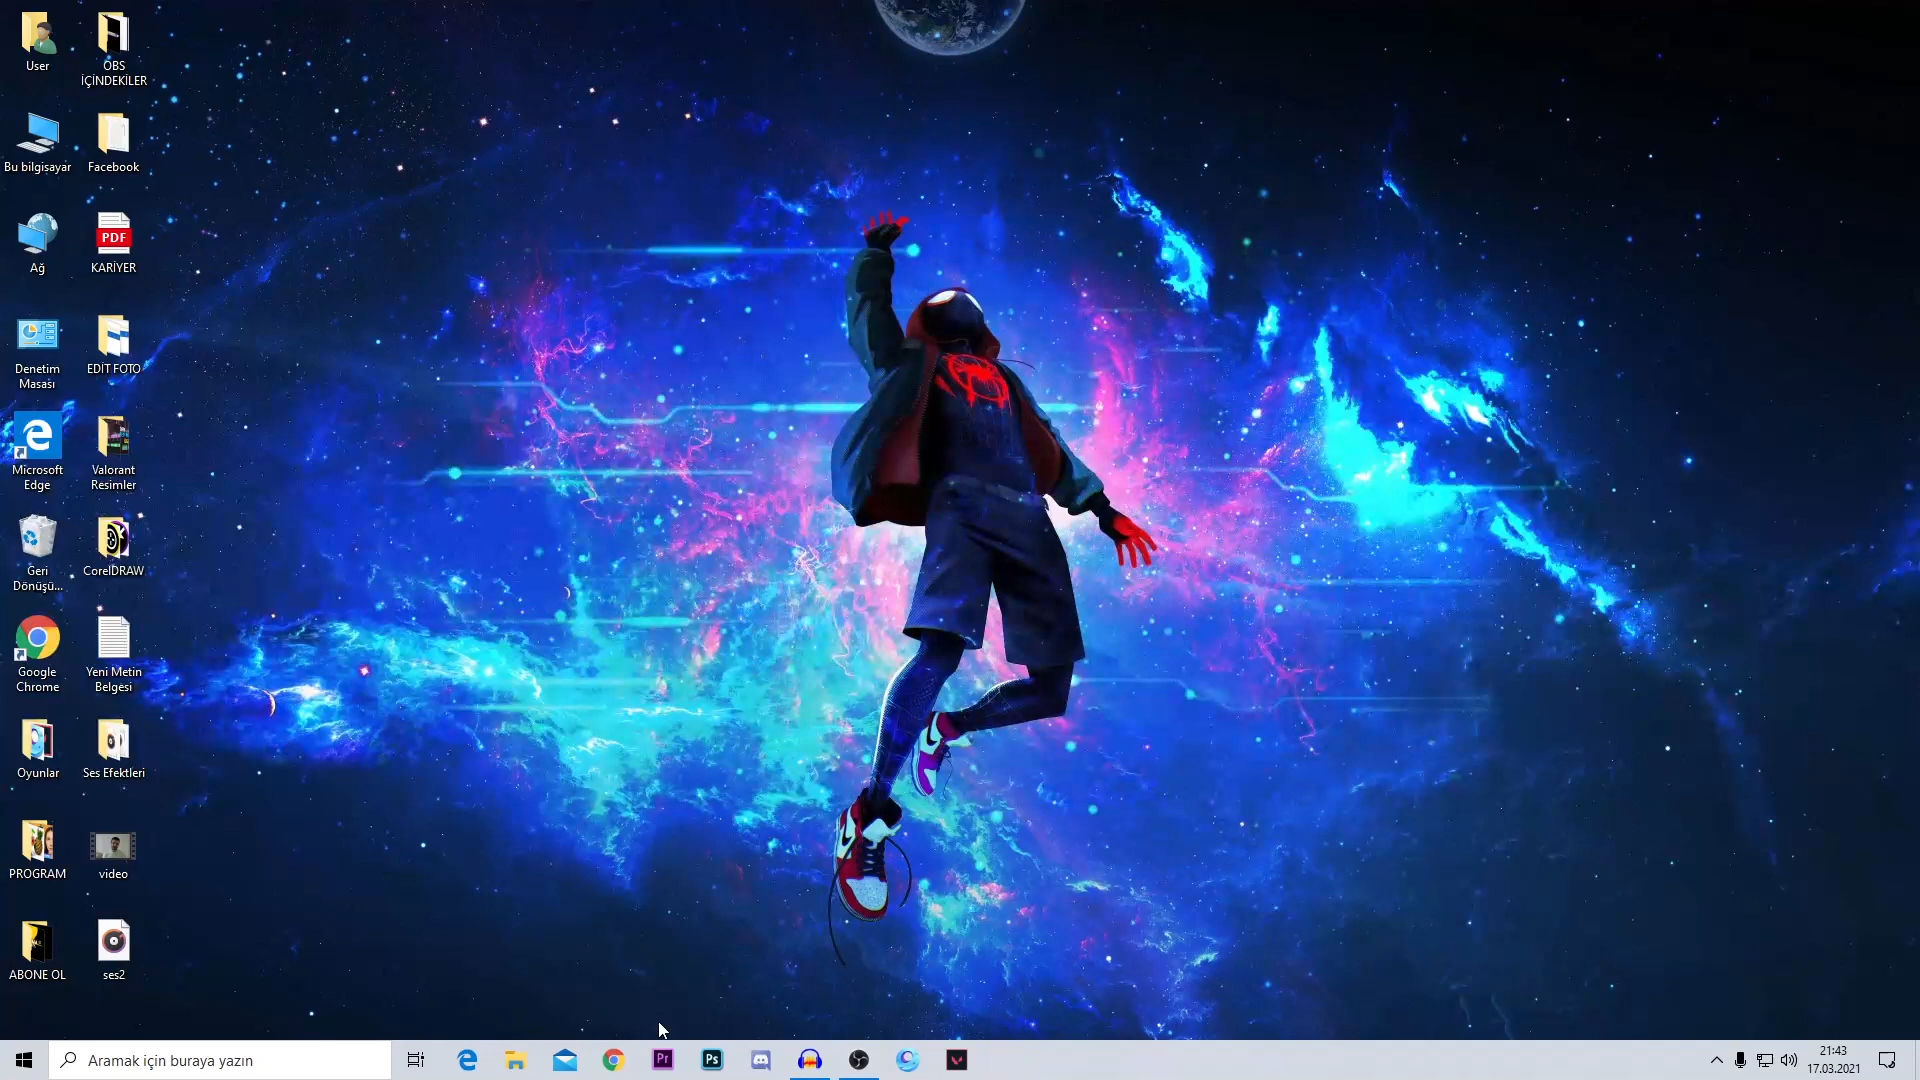 User
OBS
İÇİNDEKİLER
Bu bilgisayar
Facebook
Ağ
PDF
KARİYER
Denetim
Masası
EDİT FOTO
Microsoft
Edge
Valorant
Resimler
Geri
Dönüşü...
CorelDRAW
Google
Chrome
Yeni Metin
Belgesi
Oyunlar
Ses Efektleri
PROGRAM
video
ABONE OL
ses2
Aramak için buraya yazın
Pr
Ps
21:43
17.03.2021